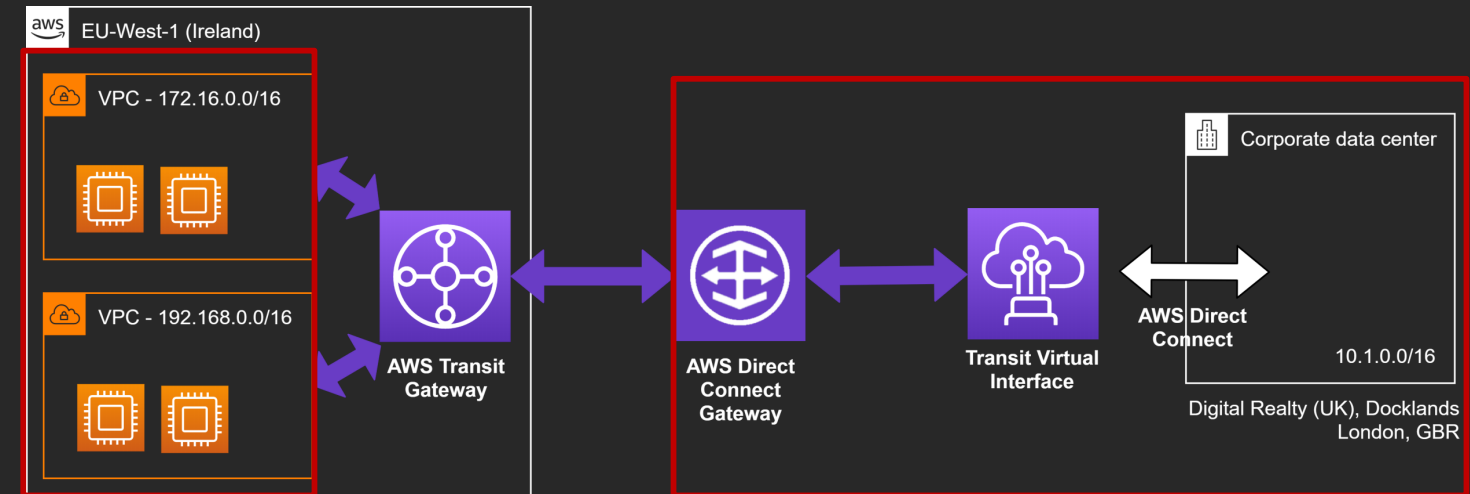 aws
EU-West-1 (Ireland)
VPC - 172.16.0.0/16
VPC - 192.168.0.0/16
AWS Transit
Gateway
AWS Direct
Connect
Gateway
Transit Virtual
Interface
AWS Direct
Connect
Corporate data center
10.1.0.0/16
Digital Realty (UK), Docklands
London, GBR